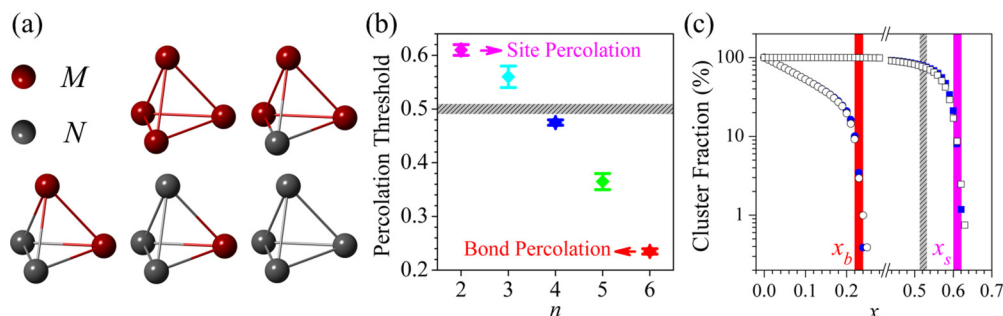 (a)
M
N
(b)
Percolation Threshold
0.6
0.5
0.4
0.3
0.2
Site Percolation
Bond Percolation
2 3 4 5 6
n
(c)
Cluster Fraction (%)
100
10
1
x_b
x_s
0.0 0.2 0.5 0.6 0.7
x